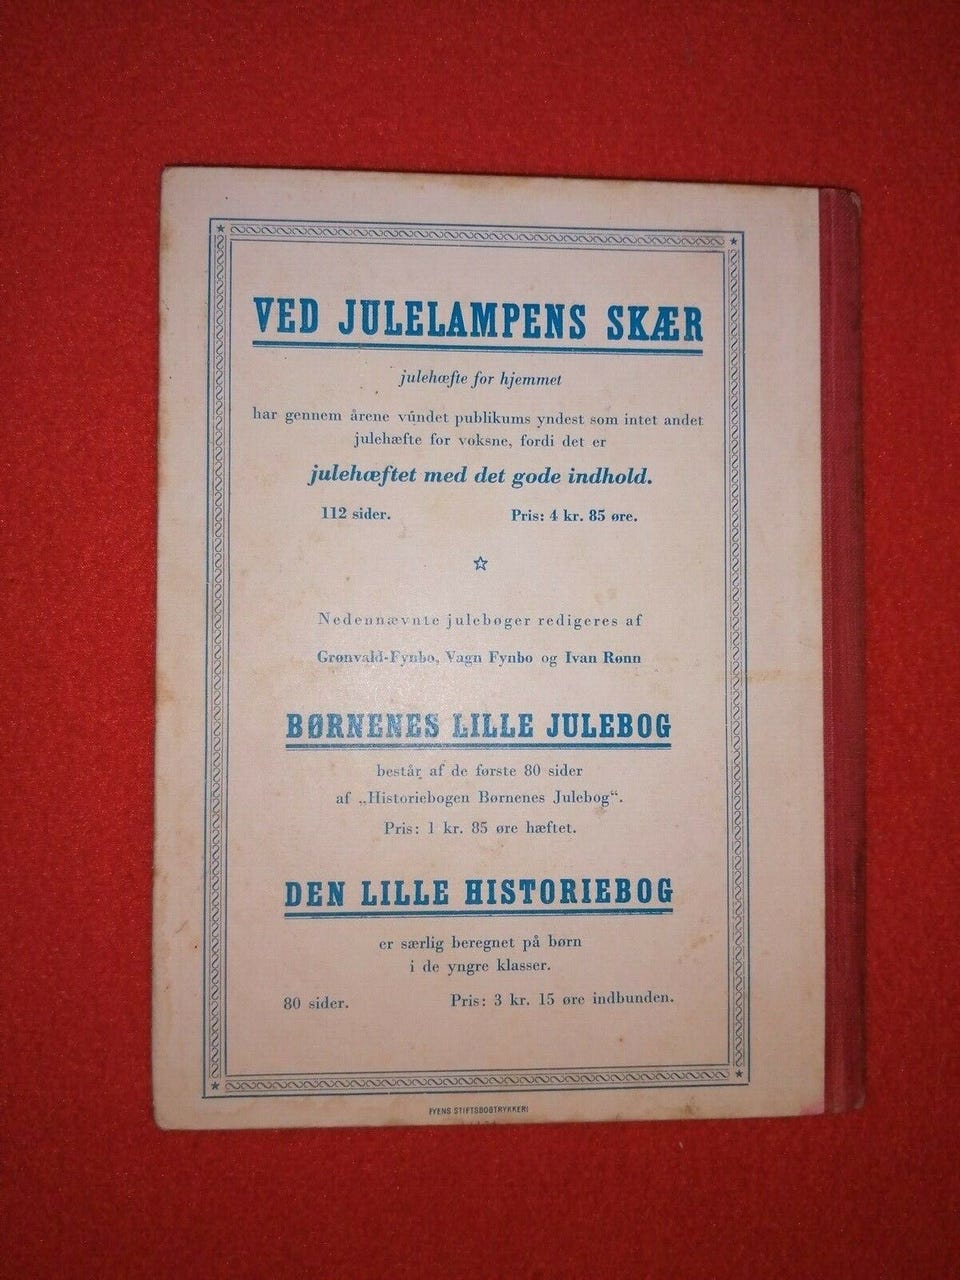 VED JULELAMPENS SKÆR
julehæfte for hjemmet
har gennem årene vundet publikums yndest som intet andet
julehæfte for voksne, fordi det er
julehæftet med det gode indhold.
112 sider. Pris: 4 kr. 85 øre.
Nedennævnte julebøger redigeres af
Grønvald-Fynbo, Vagn Fynbo og Ivan Rønn
BØRNENES LILLE JULEBOG
består af de første 80 sider
af „Historiebogen Børnenes Julebog“.
Pris: 1 kr. 85 øre hæftet.
DEN LILLE HISTORIEBOG
er særlig beregnet på børn
i de yngre klasser.
80 sider. Pris: 3 kr. 15 øre indbunden.
FYENS STIFTSBOGTRYKKERI